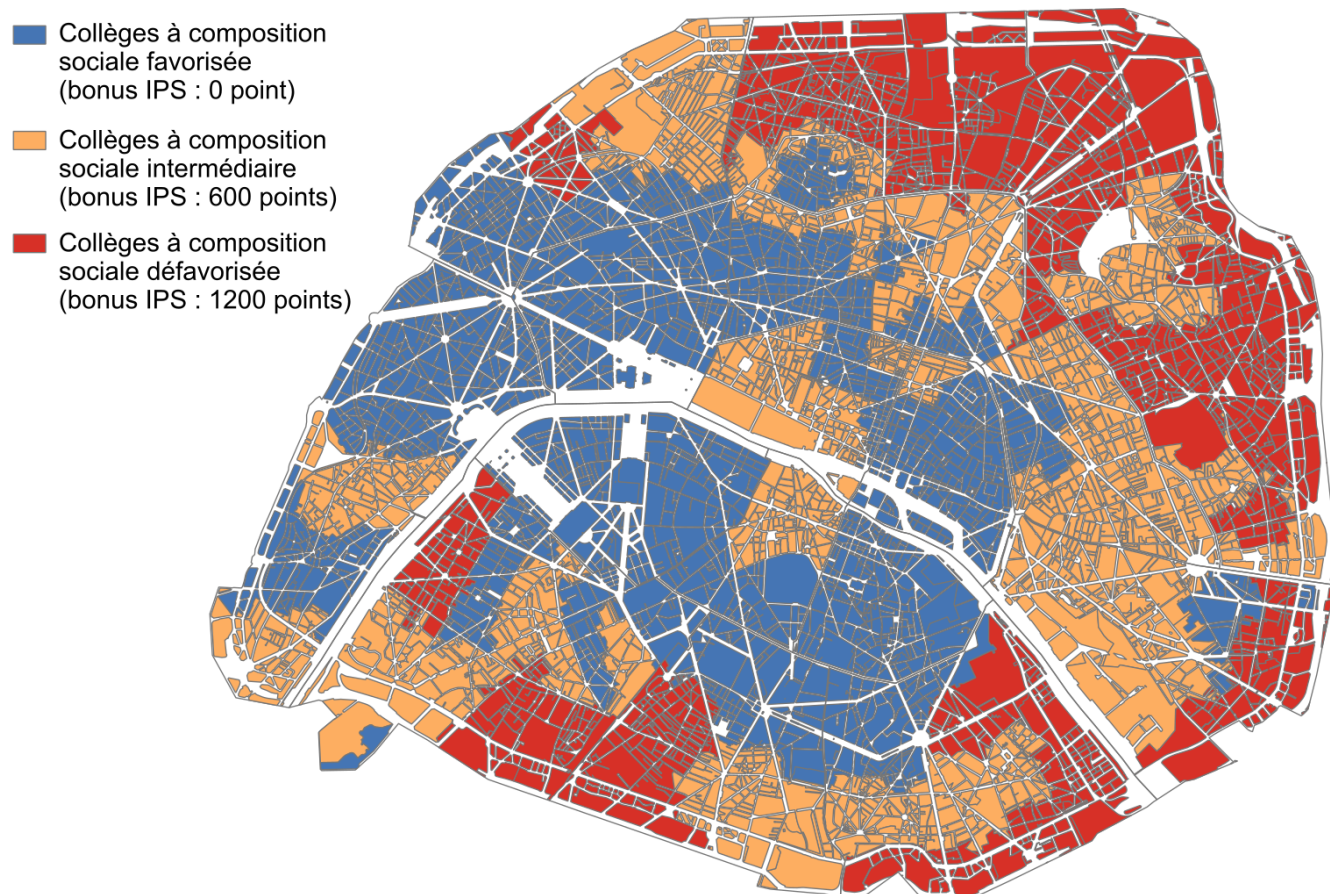 Collèges à composition
sociale favorisée
(bonus IPS : 0 point)
Collèges à composition
sociale intermédiaire
(bonus IPS : 600 points)
Collèges à composition
sociale défavorisée
(bonus IPS : 1200 points)